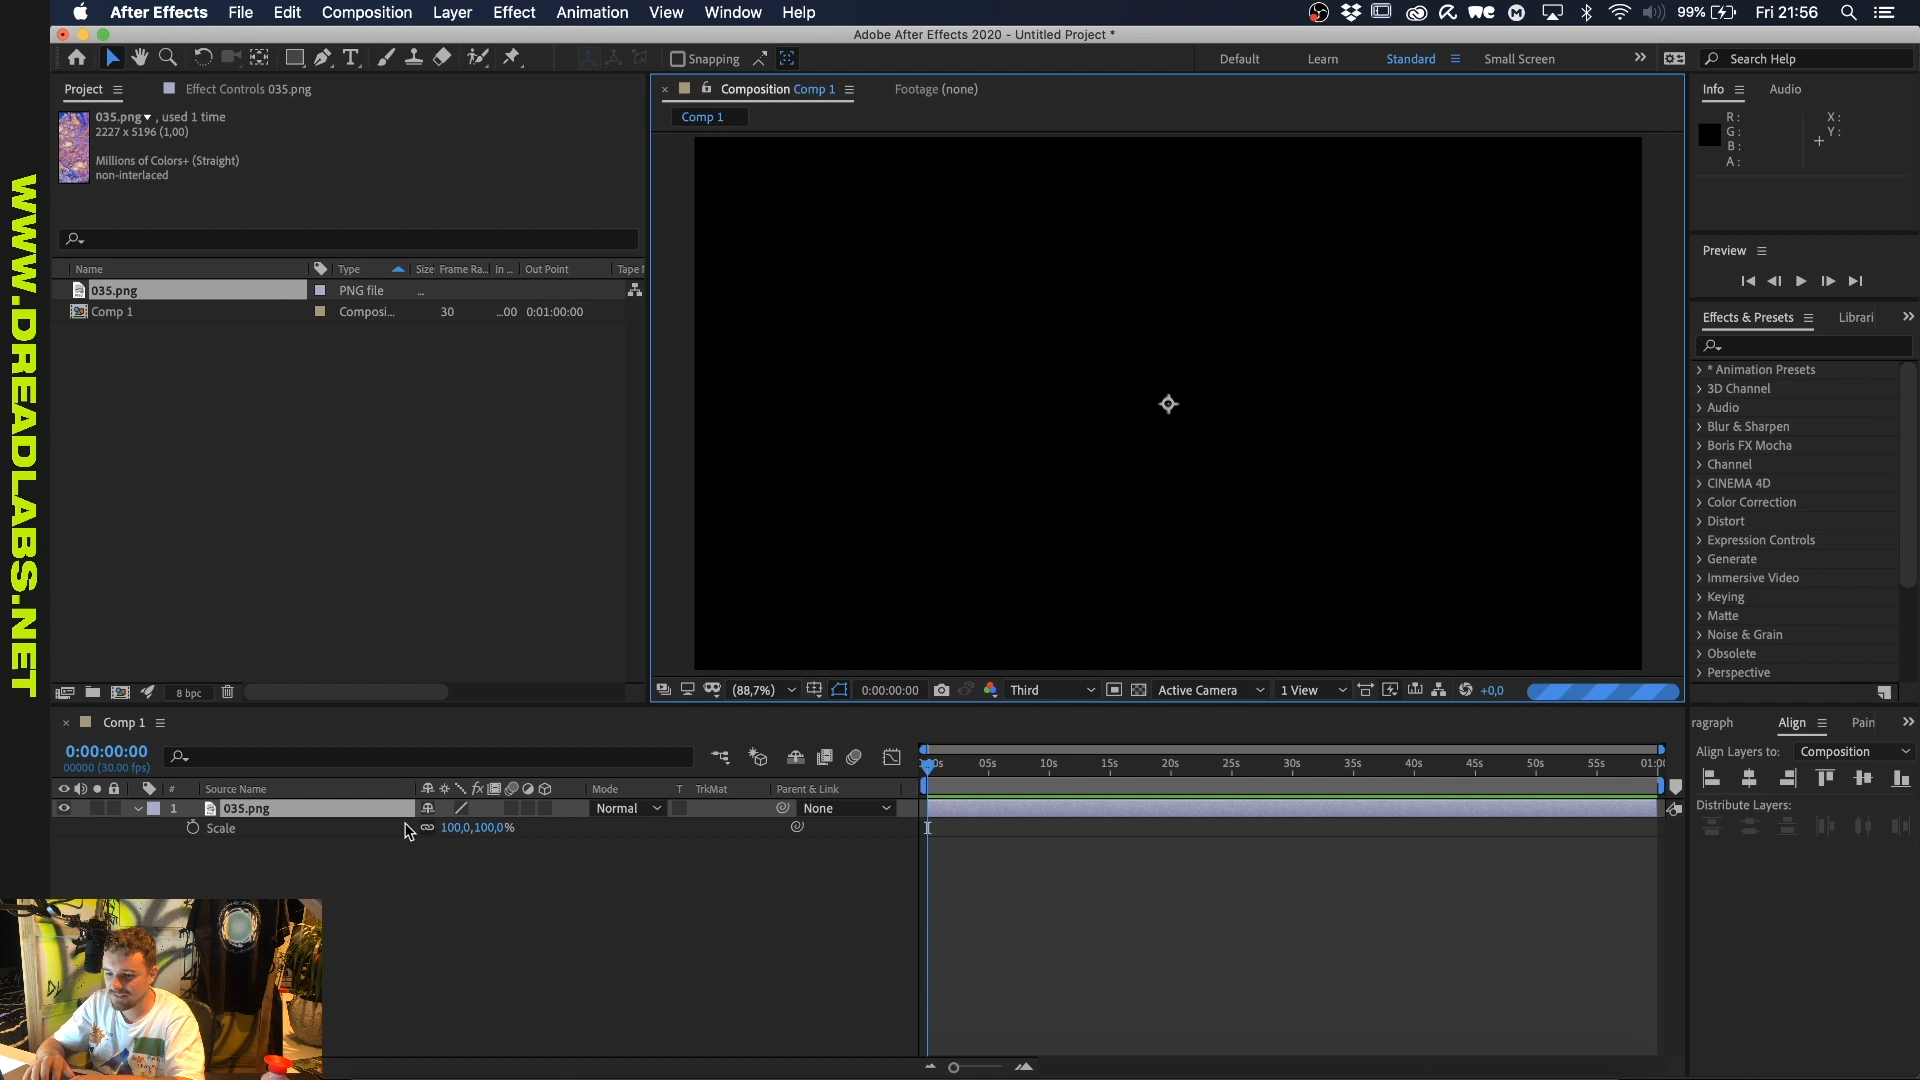 After Effects File Edit Composition Layer Effect Animation View Window Help
99% Fri 21:56
Adobe After Effects 2020 - Untitled Project *
Snapping
Default Learn Standard Small Screen
Search Help
Project Effect Controls 035.png
035.png , used 1 time
2227 x 5196 (1,00)
Millions of Colors+ (Straight)
non-interlaced
Name Type Size Frame Ra... In ... Out Point Tape
035.png PNG file ...
Comp 1 Composi... 30 ...00 0:01:00:00
8 bpc
Composition Comp 1 Footage (none)
Comp 1
(88,7%) 0:00:00:00 Third Active Camera 1 View +0,0
Info Audio
R: X:
G: Y:
B:
A:
Preview
Effects & Presets Librari
* Animation Presets
3D Channel
Audio
Blur & Sharpen
Boris FX Mocha
Channel
CINEMA 4D
Color Correction
Distort
Expression Controls
Generate
Immersive Video
Keying
Matte
Noise & Grain
Obsolete
Perspective
Comp 1
0:00:00:00
00000 (30.00 fps)
# Source Name fx Mode T TrkMat Parent & Link
1 035.png Normal None
Scale 100,0,100,0%
05s 10s 15s 20s 25s 30s 35s 40s 45s 50s 55s 01:00
ragraph Align Pain
Align Layers to: Composition
Distribute Layers:
WWW.DREADLABS.NET